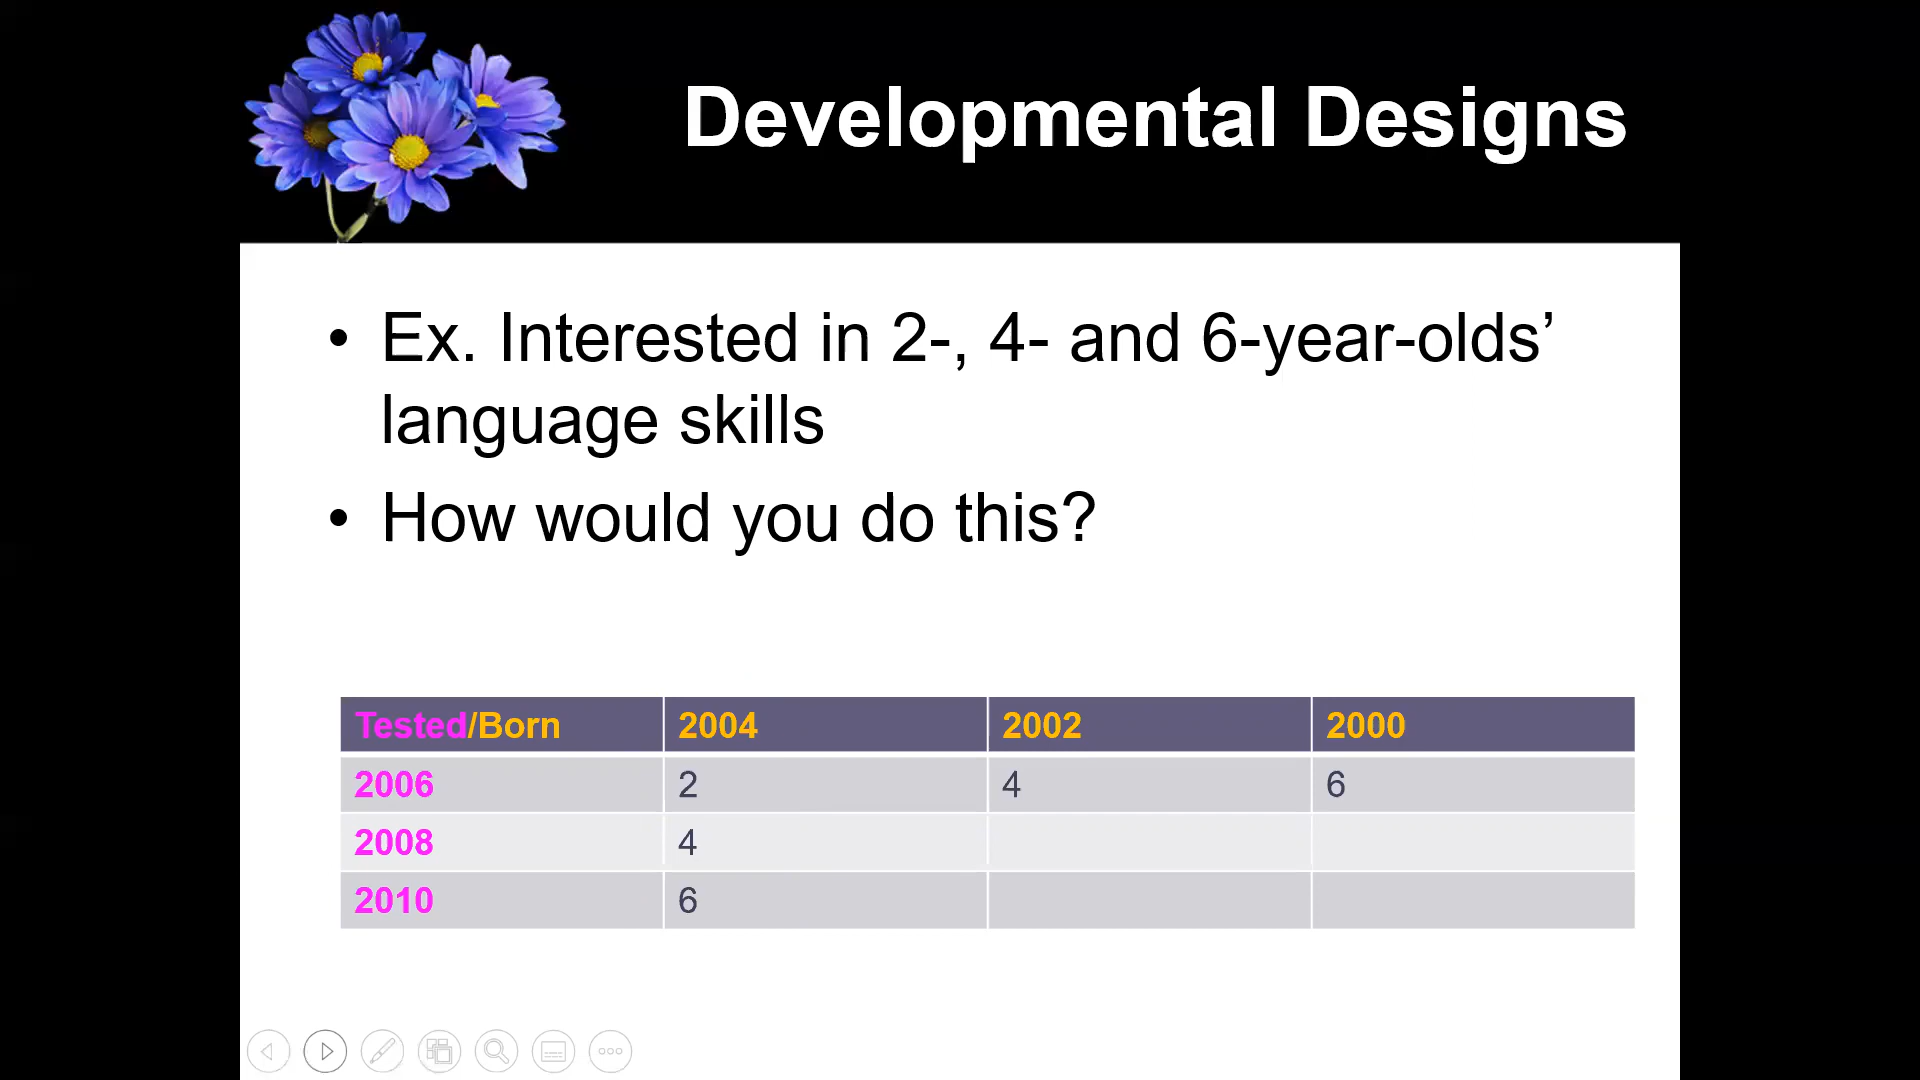 Developmental Designs
• Ex. Interested in 2-, 4- and 6-year-olds’
language skills
• How would you do this?
Tested/Born 2004 2002 2000
2006 2 4 6
2008 4
2010 6